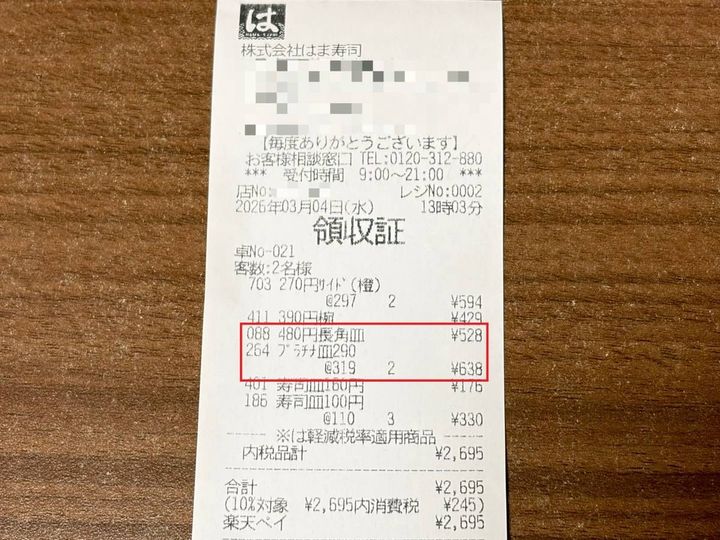 は
株式会社はま寿司
【毎度ありがとうございます】
お客様相談窓口 TEL:0120-312-880
*** 受付時間 9:00~21:00 ***
店No: レシNo:0002
2026年03月04日(水) 13時03分
領収証
卓No-021
客数:2名様
703 270円サイド(橙)
@297 2 ¥594
411 390円椀 ¥429
088 480円長角皿 ¥528
264 プラチナ皿290
@319 2 ¥638
401 寿司皿160円 ¥176
186 寿司皿100円
@110 3 ¥330
※は軽減税率適用商品
内税品計 ¥2,695
合計 ¥2,695
(10%対象 ¥2,695内消費税 ¥245)
楽天ペイ ¥2,695